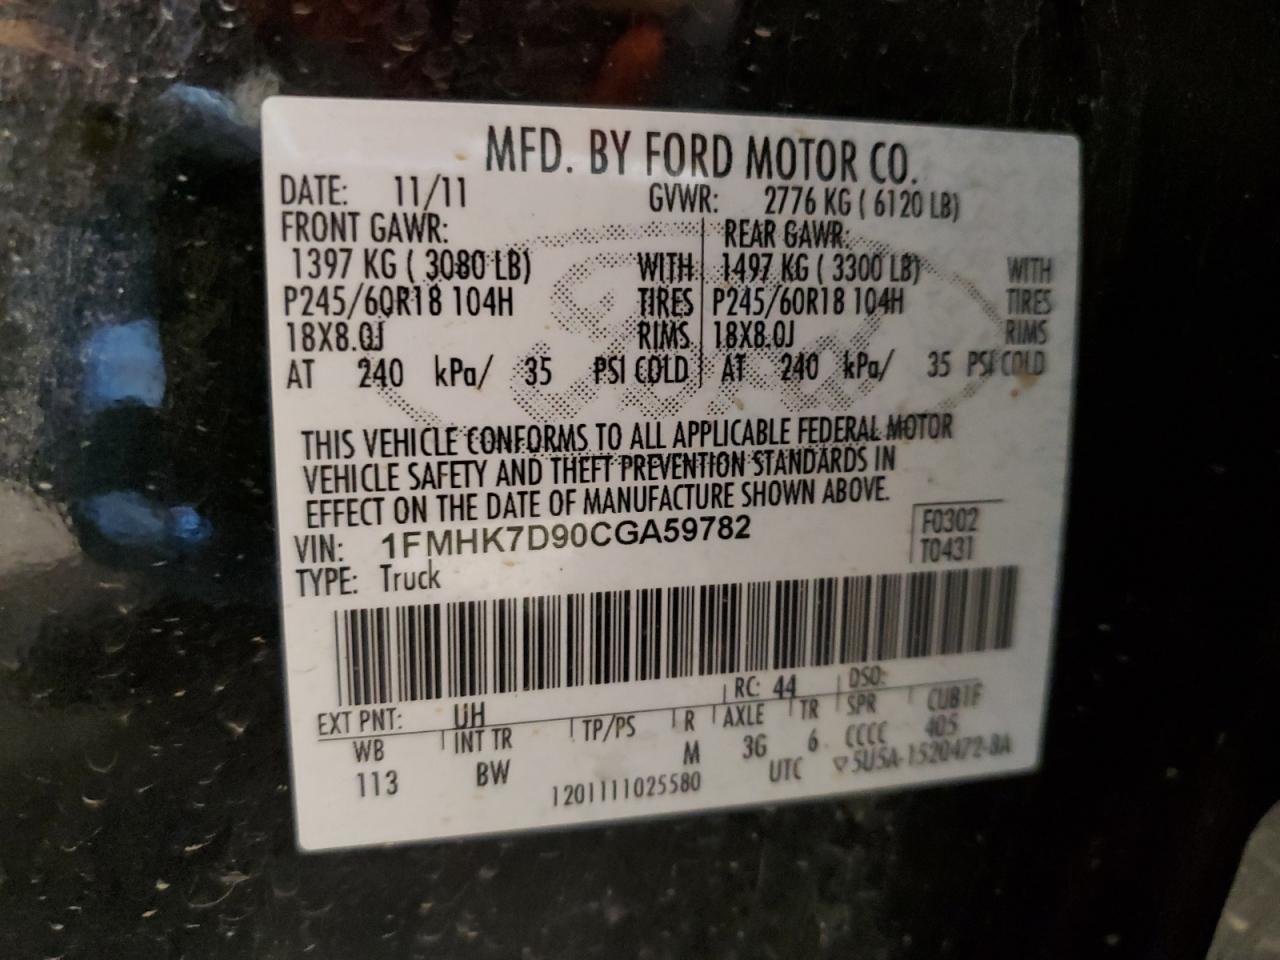 MFD. BY FORD MOTOR CO.
DATE: 11/11 GVWR: 2776 KG ( 6120 LB)
FRONT GAWR: REAR GAWR:
1397 KG ( 3080 LB) WITH 1497 KG ( 3300 LB) WITH
P245/60R18 104H TIRES P245/60R18 104H TIRES
18X8.0J RIMS 18X8.0J RIMS
AT 240 kPa/ 35 PSI COLD AT 240 kPa/ 35 PSI COLD
Ford
THIS VEHICLE CONFORMS TO ALL APPLICABLE FEDERAL MOTOR
VEHICLE SAFETY AND THEFT PREVENTION STANDARDS IN
EFFECT ON THE DATE OF MANUFACTURE SHOWN ABOVE.
VIN: 1FMHK7D90CGA59782 F0302
TYPE: Truck T0431
EXT PNT: UH RC: 44 DSO:
WB INT TR TP/PS R AXLE TR SPR CUB1F
113 BW M 3G 6 CCCC 405
1201111025580 UTC ▽5U5A-1520472-BA